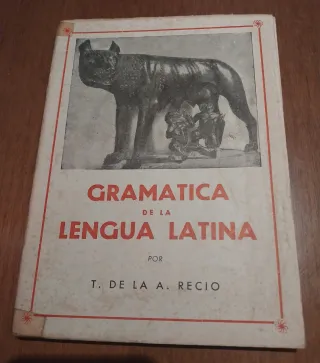 GRAMATICA
DE LA
LENGUA LATINA
POR
T. DE LA A. RECIO